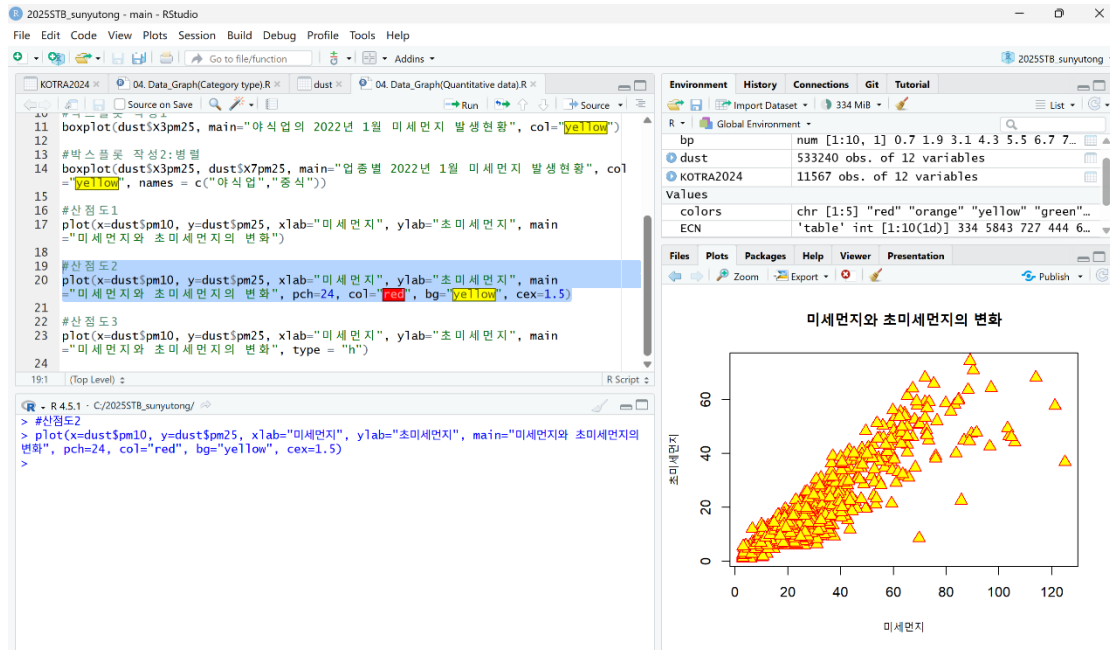 2025STB_sunyutong - main - RStudio
File Edit Code View Plots Session Build Debug Profile Tools Help
Go to file/function
Addins
2025STB_sunyutong
KOTRA2024
04. Data_Graph(Category type).R
dust
04. Data_Graph(Quantitative data).R
Source on Save
Run
Source
11 boxplot(dust$X3pm25, main="야식업의 2022년 1월 미세먼지 발생현황", col="yellow")
12
13 #박스플롯 작성2:병렬
14 boxplot(dust$X3pm25, dust$X7pm25, main="업종별 2022년 1월 미세먼지 발생현황", col
="yellow", names = c("야식업","중식"))
15
16 #산점도1
17 plot(x=dust$pm10, y=dust$pm25, xlab="미세먼지", ylab="초미세먼지", main
="미세먼지와 초미세먼지의 변화")
18
19 #산점도2
20 plot(x=dust$pm10, y=dust$pm25, xlab="미세먼지", ylab="초미세먼지", main
="미세먼지와 초미세먼지의 변화", pch=24, col="red", bg="yellow", cex=1.5)
21
22 #산점도3
23 plot(x=dust$pm10, y=dust$pm25, xlab="미세먼지", ylab="초미세먼지", main
="미세먼지와 초미세먼지의 변화", type = "h")
24
19:1 (Top Level) R Script
R 4.5.1 · C:/2025STB_sunyutong/
> #산점도2
> plot(x=dust$pm10, y=dust$pm25, xlab="미세먼지", ylab="초미세먼지", main="미세먼지와 초미세먼지의
변화", pch=24, col="red", bg="yellow", cex=1.5)
>
Environment History Connections Git Tutorial
Import Dataset 334 MiB List
R Global Environment
bp num [1:10, 1] 0.7 1.9 3.1 4.3 5.5 6.7 7…
dust 533240 obs. of 12 variables
KOTRA2024 11567 obs. of 12 variables
Values
colors chr [1:5] "red" "orange" "yellow" "green"…
ECN 'table' int [1:10(1d)] 334 5843 727 444 6…
Files Plots Packages Help Viewer Presentation
Zoom Export Publish
미세먼지와 초미세먼지의 변화
60
40
20
0
초미세먼지
0 20 40 60 80 100 120
미세먼지